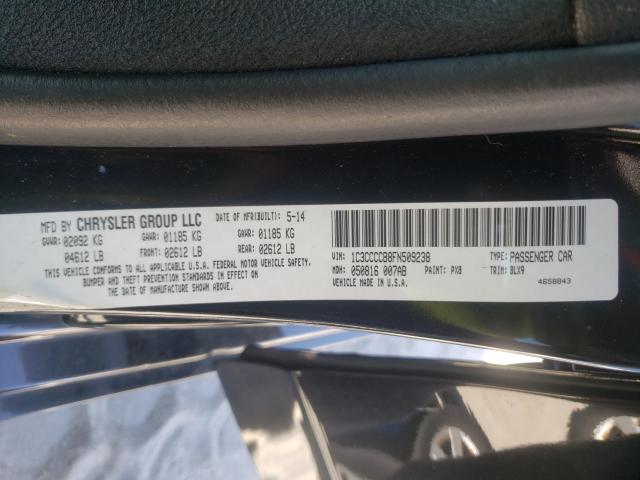 MFD BY CHRYSLER GROUP LLC DATE OF MFR(BUILT): 5-14
GVWR: 02092 KG GAWR: 01185 KG GAWR: 01185 KG
04612 LB FRONT: 02612 LB REAR: 02612 LB
THIS VEHICLE CONFORMS TO ALL APPLICABLE U.S.A. FEDERAL MOTOR VEHICLE SAFETY,
BUMPER AND THEFT PREVENTION STANDARDS IN EFFECT ON
THE DATE OF MANUFACTURE SHOWN ABOVE.
VIN: 1C3CCCCB8FN509238 TYPE: PASSENGER CAR
MDH: 050816 007AB PAINT: PX8 TRIM: BLX9
VEHICLE MADE IN U.S.A. 4658843